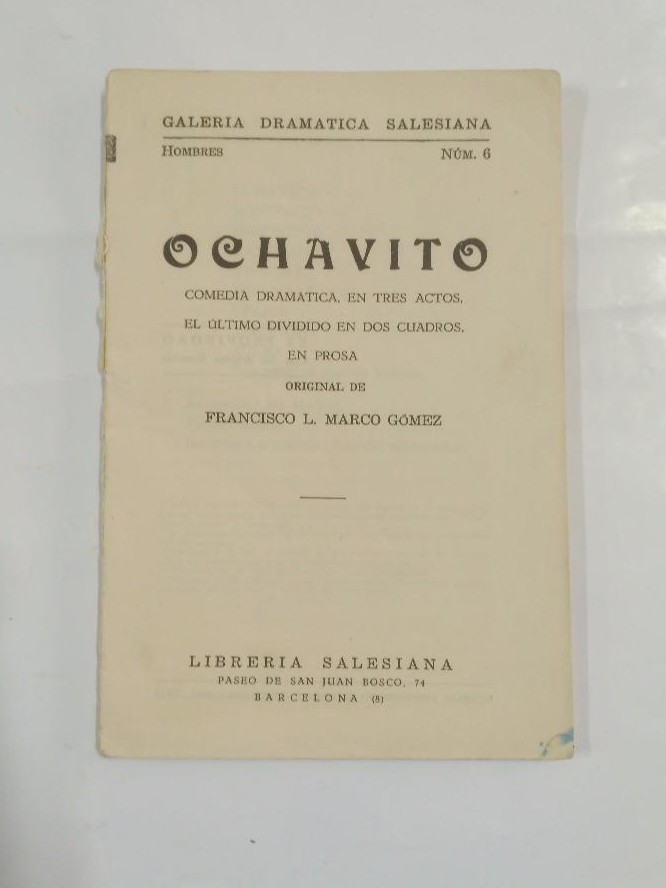 GALERIA DRAMATICA SALESIANA
HOMBRES NÚM. 6
OCHAVITO
COMEDIA DRAMATICA, EN TRES ACTOS,
EL ÚLTIMO DIVIDIDO EN DOS CUADROS,
EN PROSA
ORIGINAL DE
FRANCISCO L. MARCO GÓMEZ
LIBRERIA SALESIANA
PASEO DE SAN JUAN BOSCO, 74
BARCELONA (8)